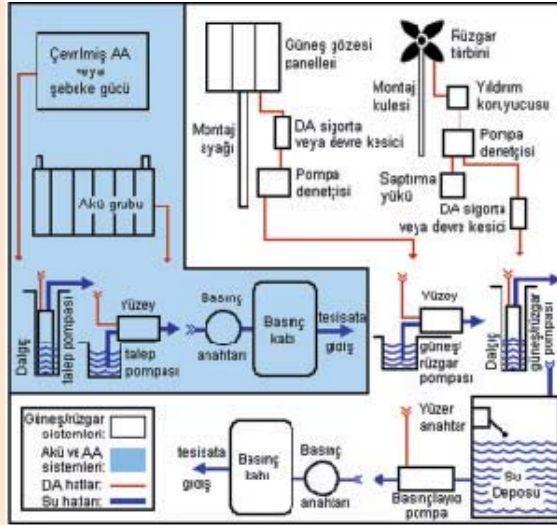 Çevrilmiş AA
veya
şebeke gücü
Akü grubu
Güneş gözesi
panelleri
Montaj
ayağı
DA sigorta
veya devre kesici
Pompa
denetçisi
Rüzgar
türbini
Montaj
kulesi
Yıldırım
koruyucusu
Pompa
denetçisi
Saptırma
yükü
DA sigorta
veya devre kesici
Dalgıç
talep pompası
Yüzey
talep
pompası
Basınç
anahtarı
Basınç
kabı
tesisata
gidiş
Yüzey
güneş/
rüzgar
pompası
Dalgıç
güneş/rüzgar
pompası
Güneş/rüzgar
sistemleri:
Akü ve AA
sistemleri:
DA hatları:
Su hatları:
tesisata
gidiş
Basınç
kabı
Basınç
anahtarı
Yüzer
anahtar
Basınçlayıcı
pompa
Su
Deposu